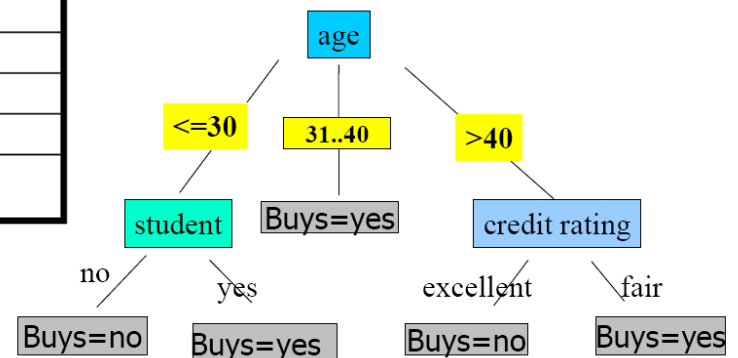 age
<=30
31..40
>40
student
Buys=yes
credit rating
no
yes
excellent
fair
Buys=no
Buys=yes
Buys=no
Buys=yes